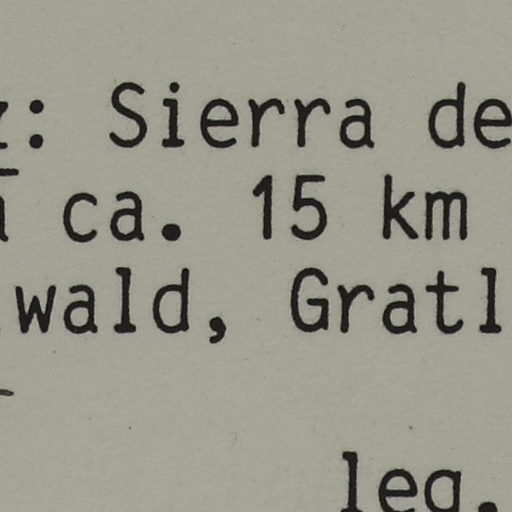 : Sierra de
ca. 15 km
wald, Gratl
leg.